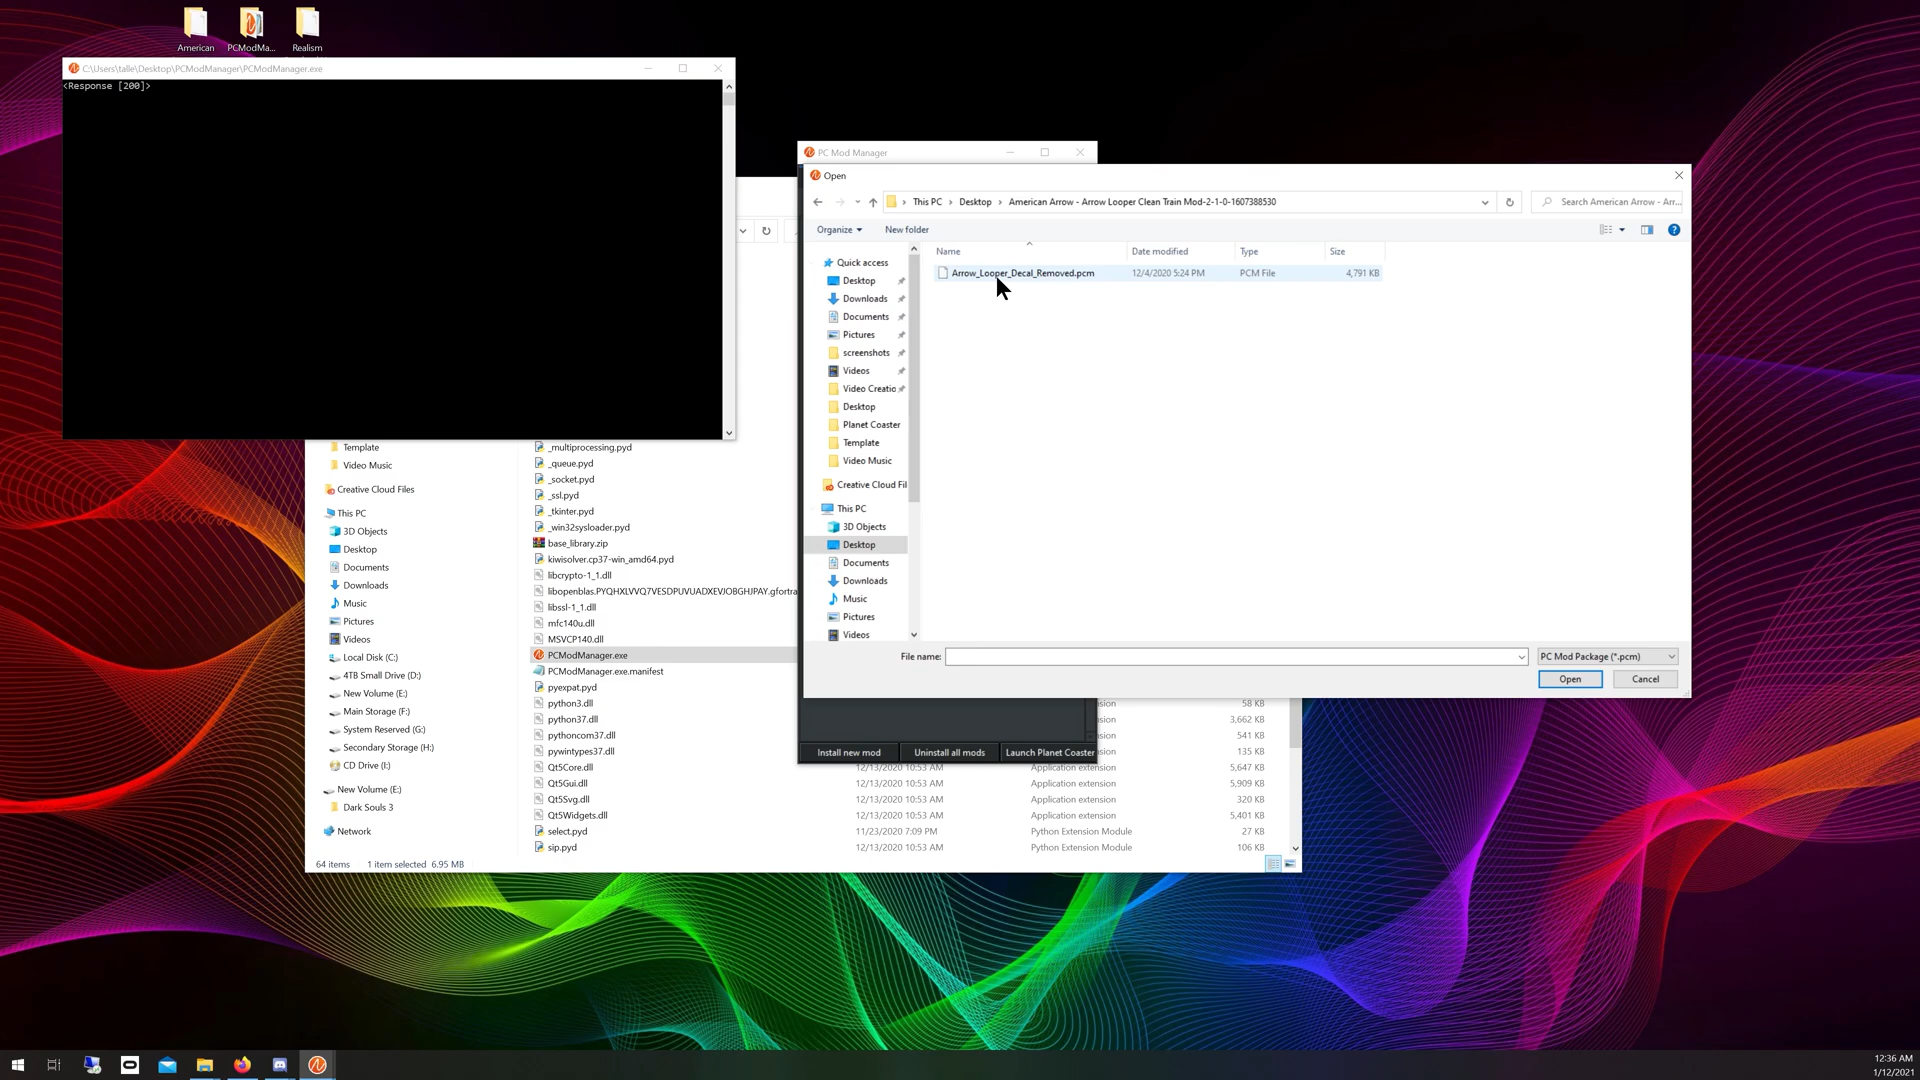 American
PCModMa...
Realism
C:\Users\talle\Desktop\PCModManager\PCModManager.exe
<Response [200]>
PC Mod Manager
Open
This PC > Desktop > American Arrow - Arrow Looper Clean Train Mod-2-1-0-1607388530
Search American Arrow - Arr...
Organize
New folder
Name
Date modified
Type
Size
Arrow_Looper_Decal_Removed.pcm
12/4/2020 5:24 PM
PCM File
4,791 KB
Quick access
Desktop
Downloads
Documents
Pictures
screenshots
Videos
Video Creatio
Desktop
Planet Coaster
Template
Video Music
Creative Cloud Fil
This PC
3D Objects
Desktop
Documents
Downloads
Music
Pictures
Videos
File name:
PC Mod Package (*.pcm)
Open
Cancel
Install new mod
Uninstall all mods
Launch Planet Coaster
Template
Video Music
Creative Cloud Files
This PC
3D Objects
Desktop
Documents
Downloads
Music
Pictures
Videos
Local Disk (C:)
4TB Small Drive (D:)
New Volume (E:)
Main Storage (F:)
System Reserved (G:)
Secondary Storage (H:)
CD Drive (I:)
New Volume (E:)
Dark Souls 3
Network
_multiprocessing.pyd
_queue.pyd
_socket.pyd
_ssl.pyd
_tkinter.pyd
_win32sysloader.pyd
base_library.zip
kiwisolver.cp37-win_amd64.pyd
libcrypto-1_1.dll
libopenblas.PYQHXLVVQ7VESDPUVUADXEVJOBGHJPAY.gfortra
libssl-1_1.dll
mfc140u.dll
MSVCP140.dll
PCModManager.exe
PCModManager.exe.manifest
pyexpat.pyd
python3.dll
nsion
58 KB
python37.dll
nsion
3,662 KB
pythoncom37.dll
nsion
541 KB
pywintypes37.dll
nsion
135 KB
Qt5Core.dll
12/13/2020 10:53 AM
Application extension
5,647 KB
Qt5Gui.dll
12/13/2020 10:53 AM
Application extension
5,909 KB
Qt5Svg.dll
12/13/2020 10:53 AM
Application extension
320 KB
Qt5Widgets.dll
12/13/2020 10:53 AM
Application extension
5,401 KB
select.pyd
11/23/2020 7:09 PM
Python Extension Module
27 KB
sip.pyd
12/13/2020 10:53 AM
Python Extension Module
106 KB
64 items
1 item selected 6.95 MB
12:36 AM
1/12/2021